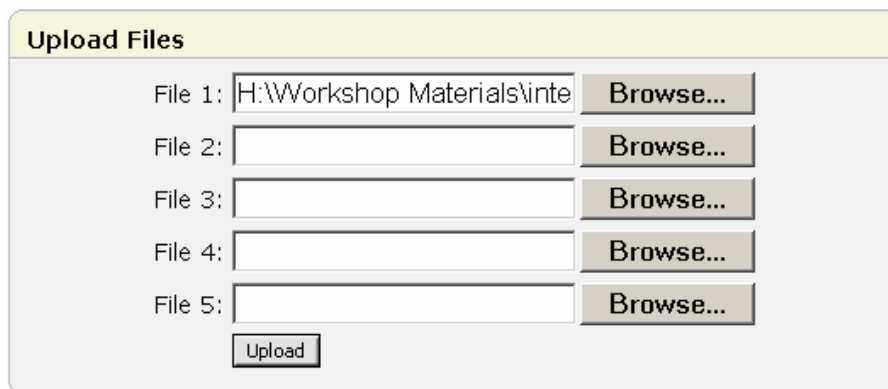 Upload Files
File 1: H:\Workshop Materials\inte Browse...
File 2: Browse...
File 3: Browse...
File 4: Browse...
File 5: Browse...
Upload